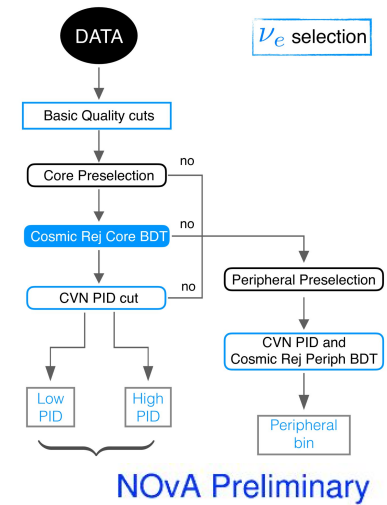 DATA
νe selection
Basic Quality cuts
no
Core Preselection
no
Cosmic Rej Core BDT
Peripheral Preselection
no
CVN PID cut
CVN PID and
Cosmic Rej Periph BDT
Low
PID
High
PID
Peripheral
bin
NOvA Preliminary